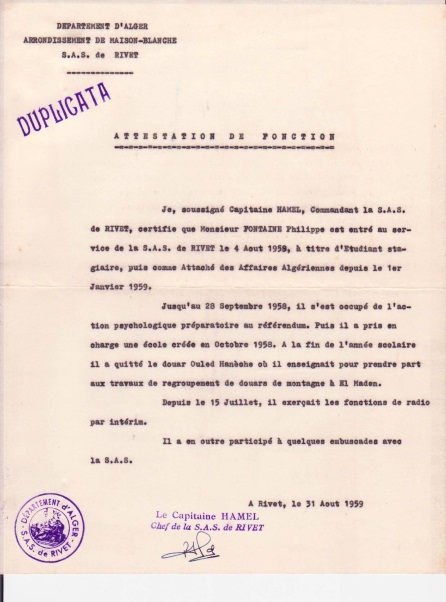 DEPARTEMENT D'ALGER
ARRONDISSEMENT DE MAISON-BLANCHE
S.A.S. de RIVET
DUPLICATA
ATTESTATION DE FONCTION
Je, soussigné Capitaine HAMEL, Commandant la S.A.S.
de RIVET, certifie que Monsieur FONTAINE Philippe est entré au ser-
vice de la S.A.S. de RIVET le 4 Aout 1959, à titre d'Etudiant sta-
giaire, puis comme Attaché des Affaires Algériennes depuis le 1er
Janvier 1959.
Jusqu'au 28 Septembre 1958, il s'est occupé de l'ac-
tion psychologique préparatoire au référendum. Puis il a pris en
charge une école créée en Octobre 1958. A la fin de l'année scolaire
il a quitté le douar Ouled Hanèche où il enseignait pour prendre part
aux travaux de regroupement de douars de montagne à El Maden.
Depuis le 15 Juillet, il exerçait les fonctions de radio
par intérim.
Il a en outre participé à quelques embuscades avec
la S.A.S.
A Rivet, le 31 Aout 1959
Le Capitaine HAMEL
Chef de la S.A.S. de RIVET
DÉPARTEMENT D'ALGER
S.A.S. de RIVET